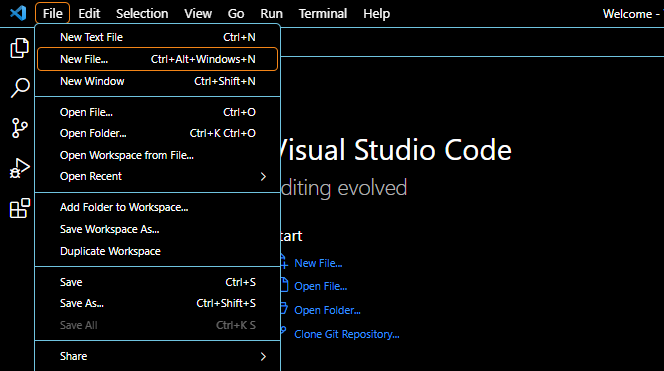 File Edit Selection View Go Run Terminal Help Welcome -
New Text File Ctrl+N
New File... Ctrl+Alt+Windows+N
New Window Ctrl+Shift+N
Open File... Ctrl+O
Open Folder... Ctrl+K Ctrl+O
Open Workspace from File...
Open Recent
Visual Studio Code
diting evolved
Add Folder to Workspace...
Save Workspace As...
Duplicate Workspace
tart
New File...
Open File...
Open Folder...
Clone Git Repository...
Save Ctrl+S
Save As... Ctrl+Shift+S
Save All Ctrl+K S
Share